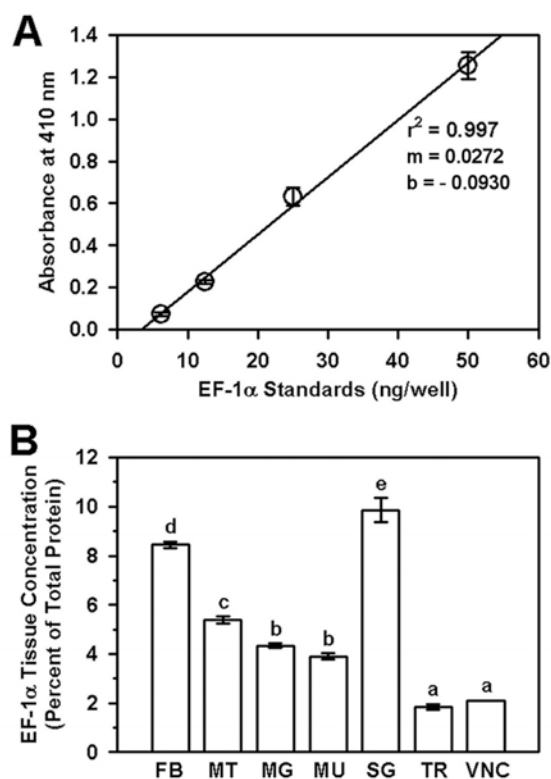 A
Absorbance at 410 nm
1.4
1.2
1.0
0.8
0.6
0.4
0.2
0.0
r² = 0.997
m = 0.0272
b = - 0.0930
0 10 20 30 40 50 60
EF-1α Standards (ng/well)
B
EF-1α Tissue Concentration
(Percent of Total Protein)
12
10
8
6
4
2
0
d c b b e a a
FB MT MG MU SG TR VNC